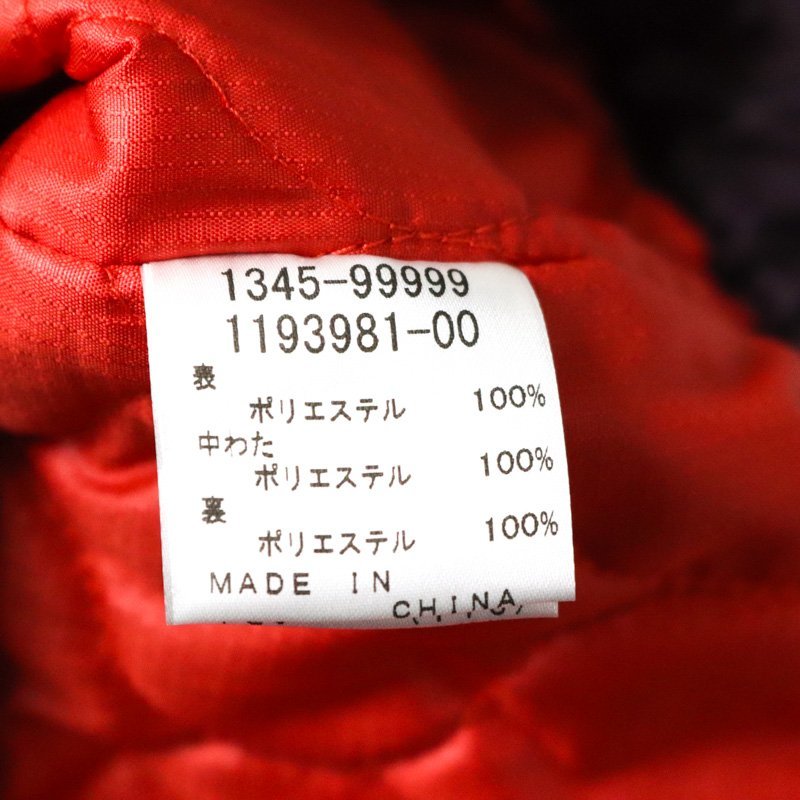 1345-99999
1193981-00
表
ポリエステル 100%
中わた
ポリエステル 100%
裏
ポリエステル 100%
MADE IN
CHINA